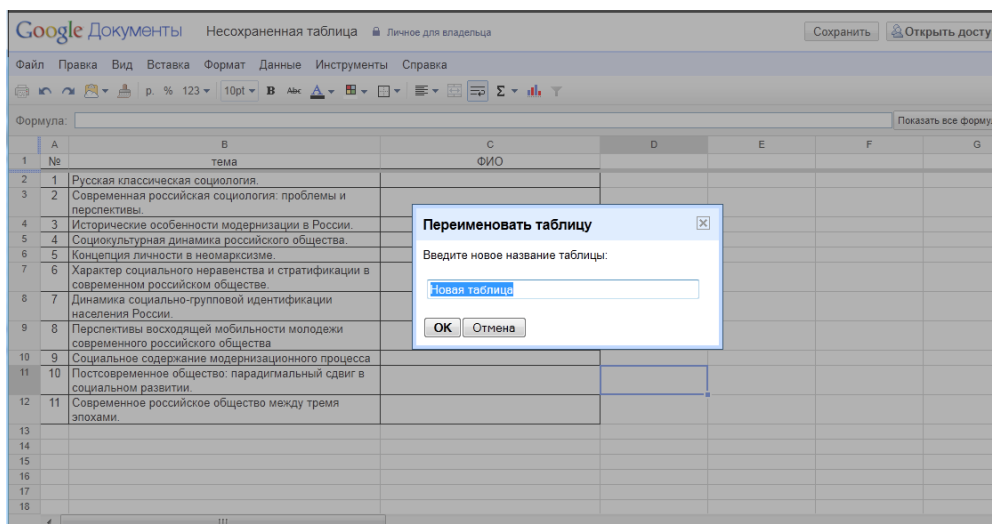 Google Документы Несохраненная таблица Личное для владельца Сохранить Открыть досту
Файл Правка Вид Вставка Формат Данные Инструменты Справка
р. % 123 10pt B Abc A Σ
Формула: Показать все форму
A B C D E F G
1 № тема ФИО
2 1 Русская классическая социология.
3 2 Современная российская социология: проблемы и
перспективы.
4 3 Исторические особенности модернизации в России.
5 4 Социокультурная динамика российского общества.
6 5 Концепция личности в неомарксизме.
7 6 Характер социального неравенства и стратификации в
современном российском обществе.
8 7 Динамика социально-групповой идентификации
населения России.
9 8 Перспективы восходящей мобильности молодежи
современного российского общества
10 9 Социальное содержание модернизационного процесса
11 10 Постсовременное общество: парадигмальный сдвиг в
социальном развитии.
12 11 Современное российское общество между тремя
эпохами.
13
14
15
16
17
18
Переименовать таблицу
Введите новое название таблицы:
Новая таблица
OK Отмена